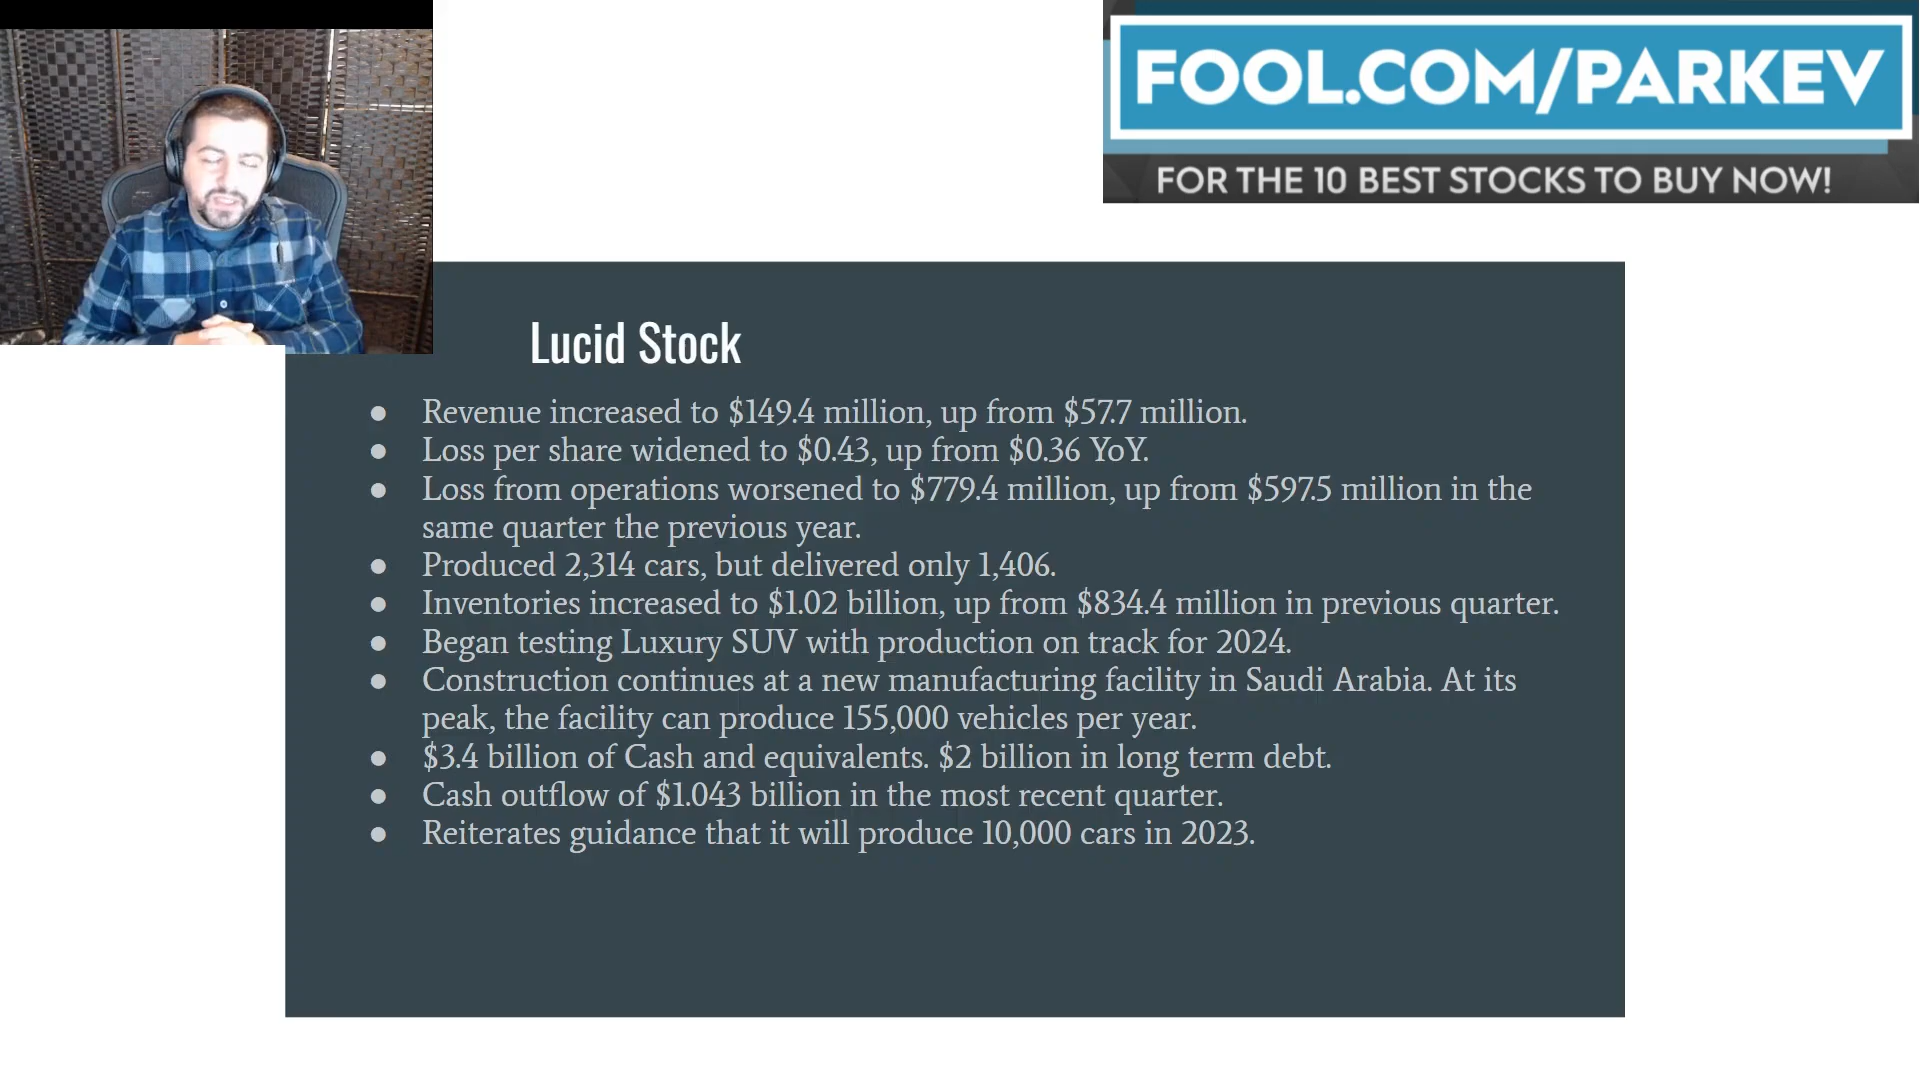 FOOL.COM/PARKEV
FOR THE 10 BEST STOCKS TO BUY NOW!
Lucid Stock
● Revenue increased to $149.4 million, up from $57.7 million.
● Loss per share widened to $0.43, up from $0.36 YoY.
● Loss from operations worsened to $779.4 million, up from $597.5 million in the
same quarter the previous year.
● Produced 2,314 cars, but delivered only 1,406.
● Inventories increased to $1.02 billion, up from $834.4 million in previous quarter.
● Began testing Luxury SUV with production on track for 2024.
● Construction continues at a new manufacturing facility in Saudi Arabia. At its
peak, the facility can produce 155,000 vehicles per year.
● $3.4 billion of Cash and equivalents. $2 billion in long term debt.
● Cash outflow of $1.043 billion in the most recent quarter.
● Reiterates guidance that it will produce 10,000 cars in 2023.